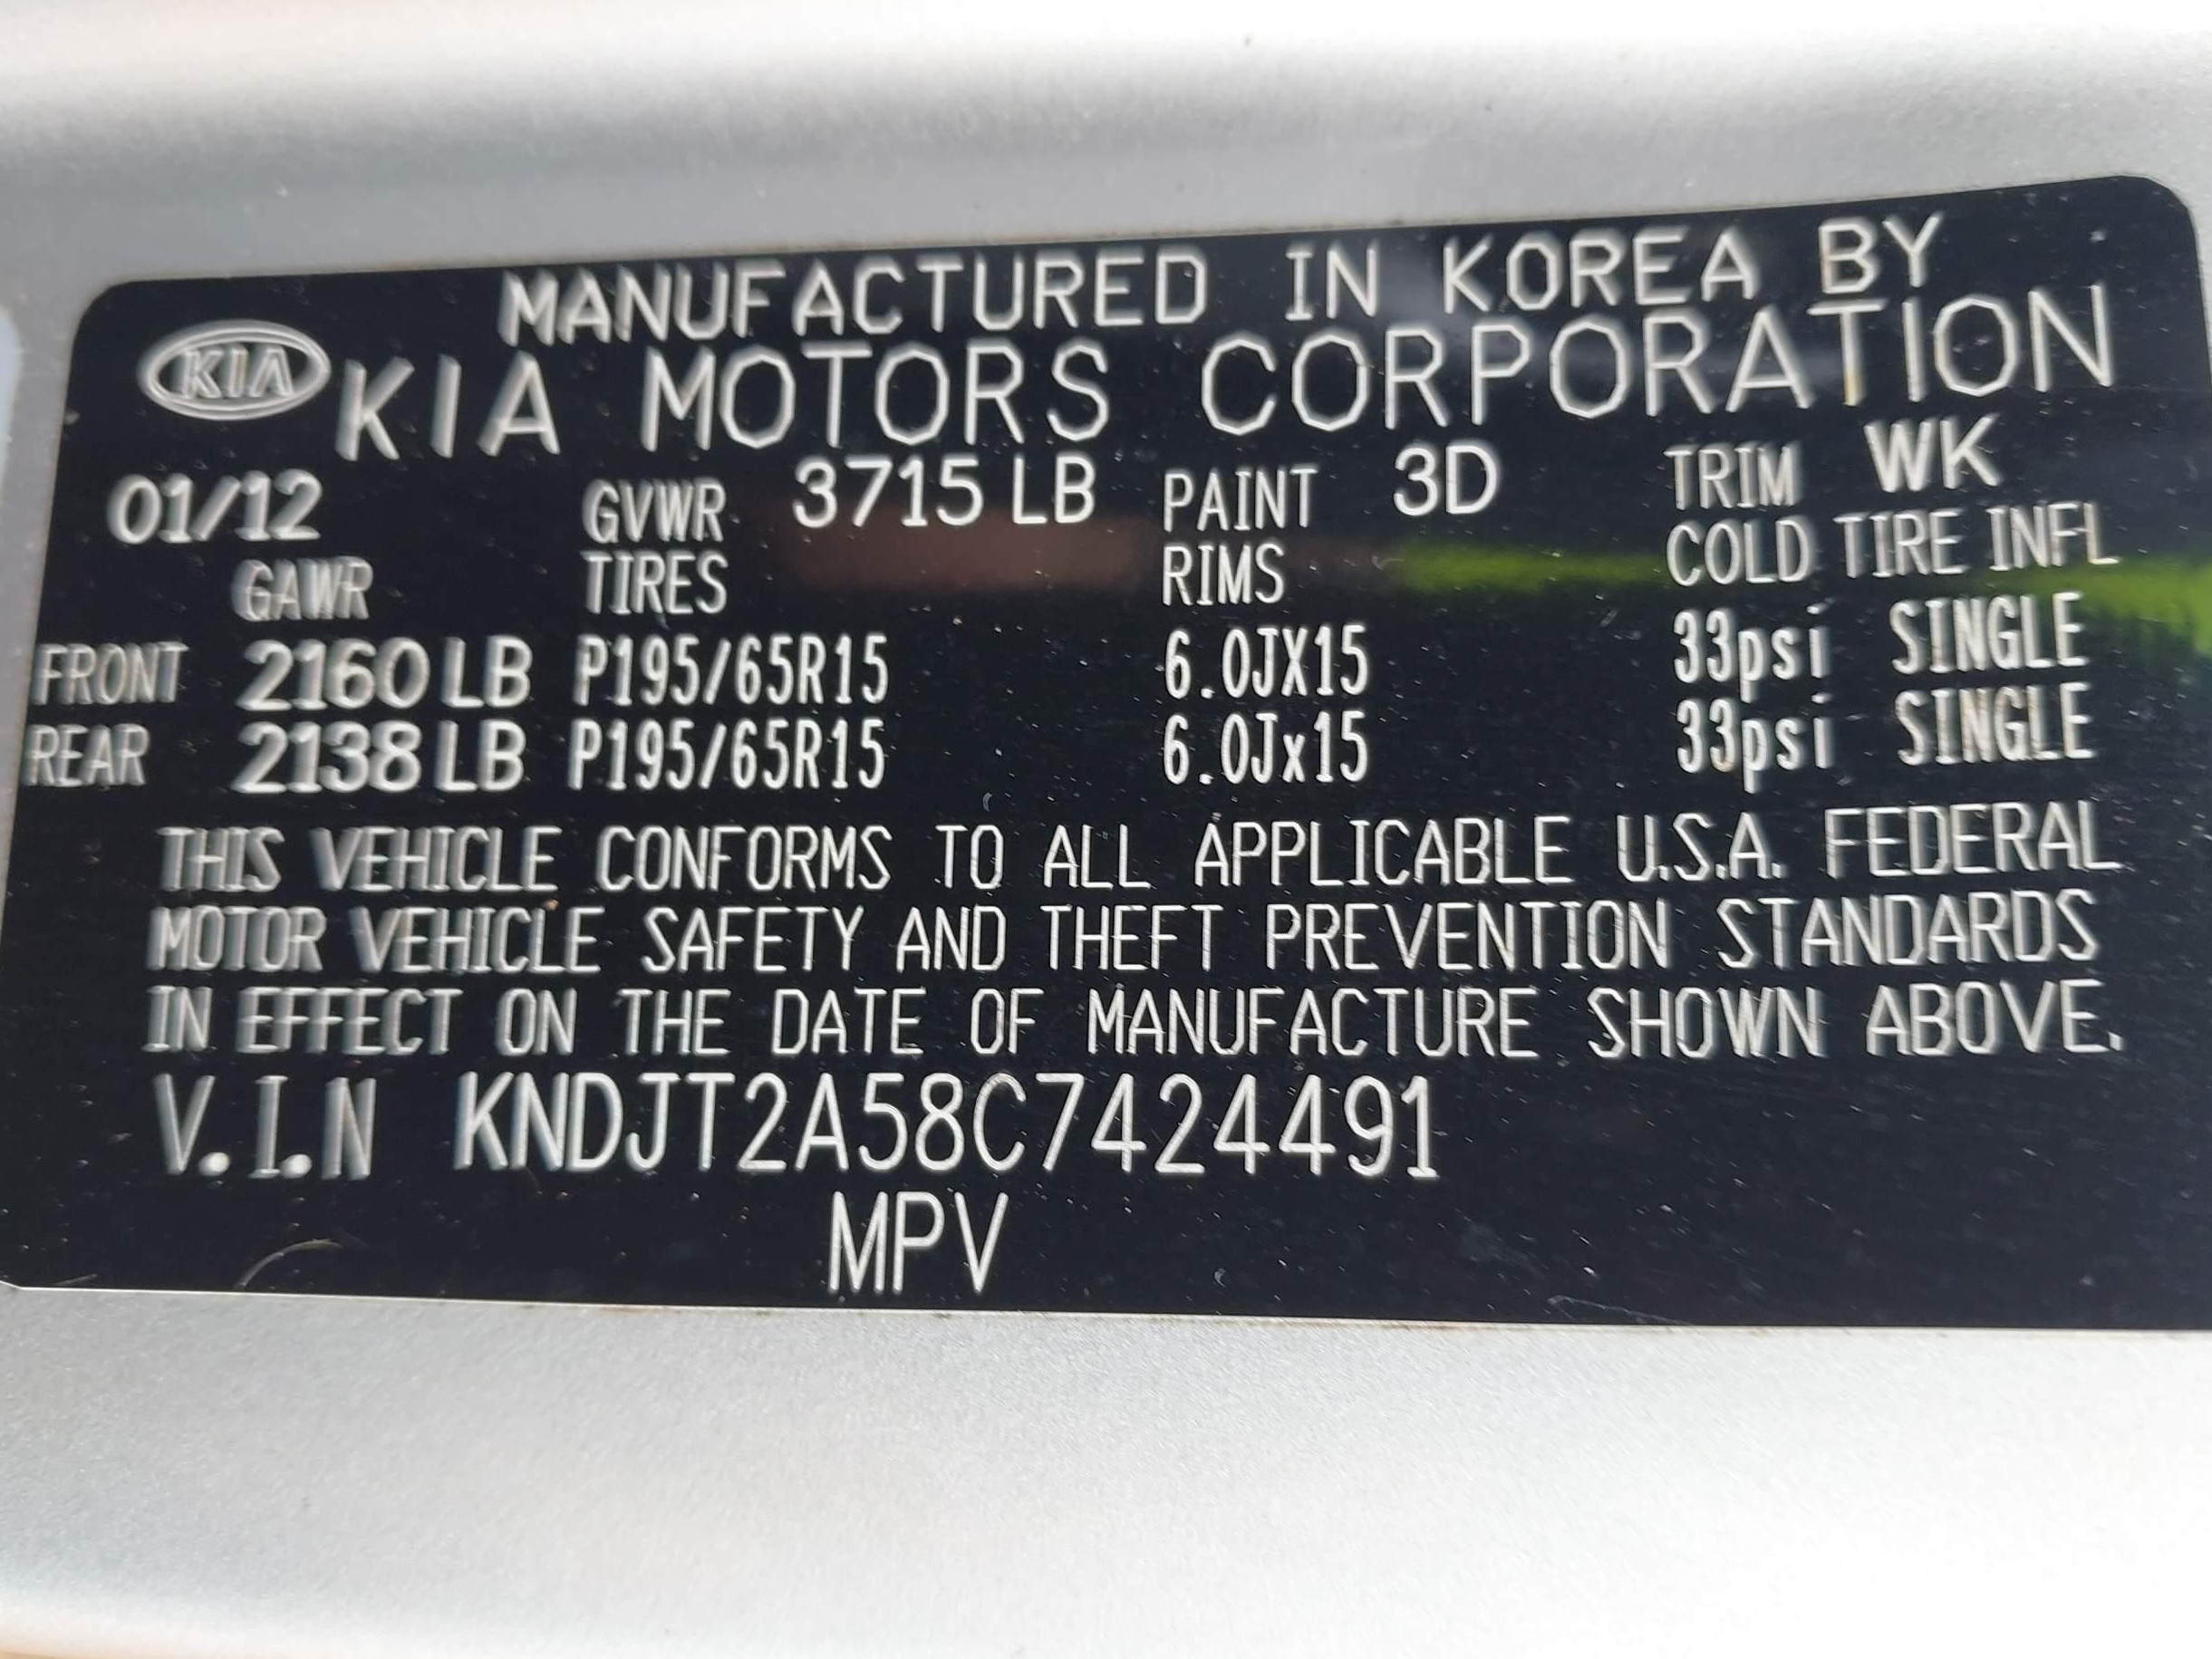 MANUFACTURED IN KOREA BY
KIA KIA MOTORS CORPORATION
01/12 GVWR 3715 LB PAINT 3D TRIM WK
GAWR TIRES RIMS COLD TIRE INFL
FRONT 2160 LB P195/65R15 6.0JX15 33psi SINGLE
REAR 2138 LB P195/65R15 6.0Jx15 33psi SINGLE
THIS VEHICLE CONFORMS TO ALL APPLICABLE U.S.A. FEDERAL
MOTOR VEHICLE SAFETY AND THEFT PREVENTION STANDARDS
IN EFFECT ON THE DATE OF MANUFACTURE SHOWN ABOVE.
V.I.N KNDJT2A58C7424491
MPV